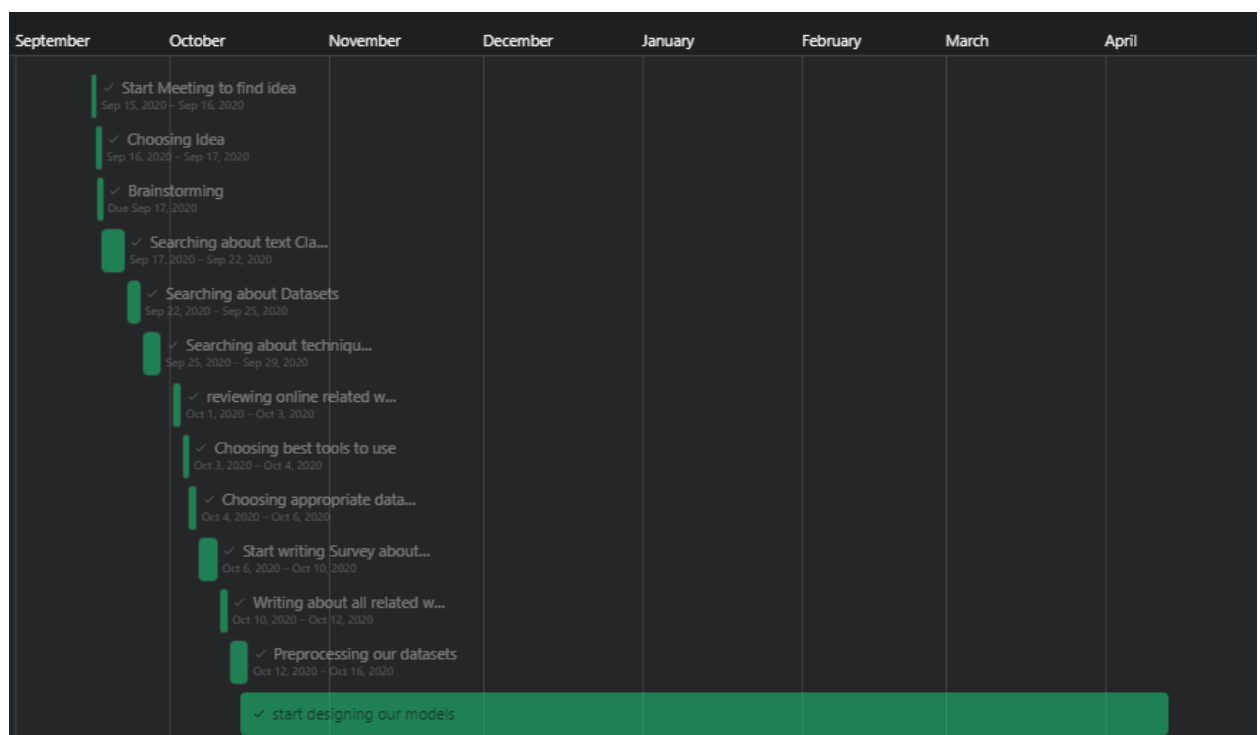 September October November December January February March April
✓ Start Meeting to find idea
Sep 15, 2020 – Sep 16, 2020
✓ Choosing Idea
Sep 16, 2020 – Sep 17, 2020
✓ Brainstorming
Due Sep 17, 2020
✓ Searching about text Cla...
Sep 17, 2020 – Sep 22, 2020
✓ Searching about Datasets
Sep 22, 2020 – Sep 25, 2020
✓ Searching about techniqu...
Sep 25, 2020 – Sep 29, 2020
✓ reviewing online related w...
Oct 1, 2020 – Oct 3, 2020
✓ Choosing best tools to use
Oct 3, 2020 – Oct 4, 2020
✓ Choosing appropriate data...
Oct 4, 2020 – Oct 6, 2020
✓ Start writing Survey about...
Oct 6, 2020 – Oct 10, 2020
✓ Writing about all related w...
Oct 10, 2020 – Oct 12, 2020
✓ Preprocessing our datasets
Oct 12, 2020 – Oct 16, 2020
✓ start designing our models